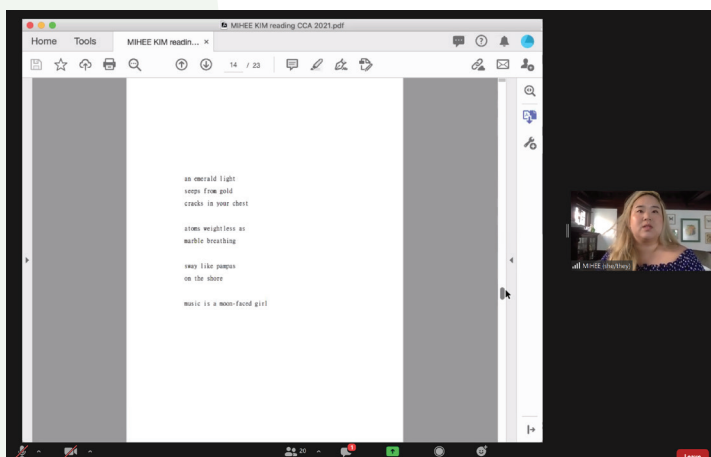 MIHEE KIM reading CCA 2021.pdf
Home
Tools
MIHEE KIM readin... ×
14 / 23
an emerald light
seeps from gold
cracks in your chest
atoms weightless as
marble breathing
sway like pampas
on the shore
music is a moon-faced girl
MIHEE (she/they)
20
1
Leave